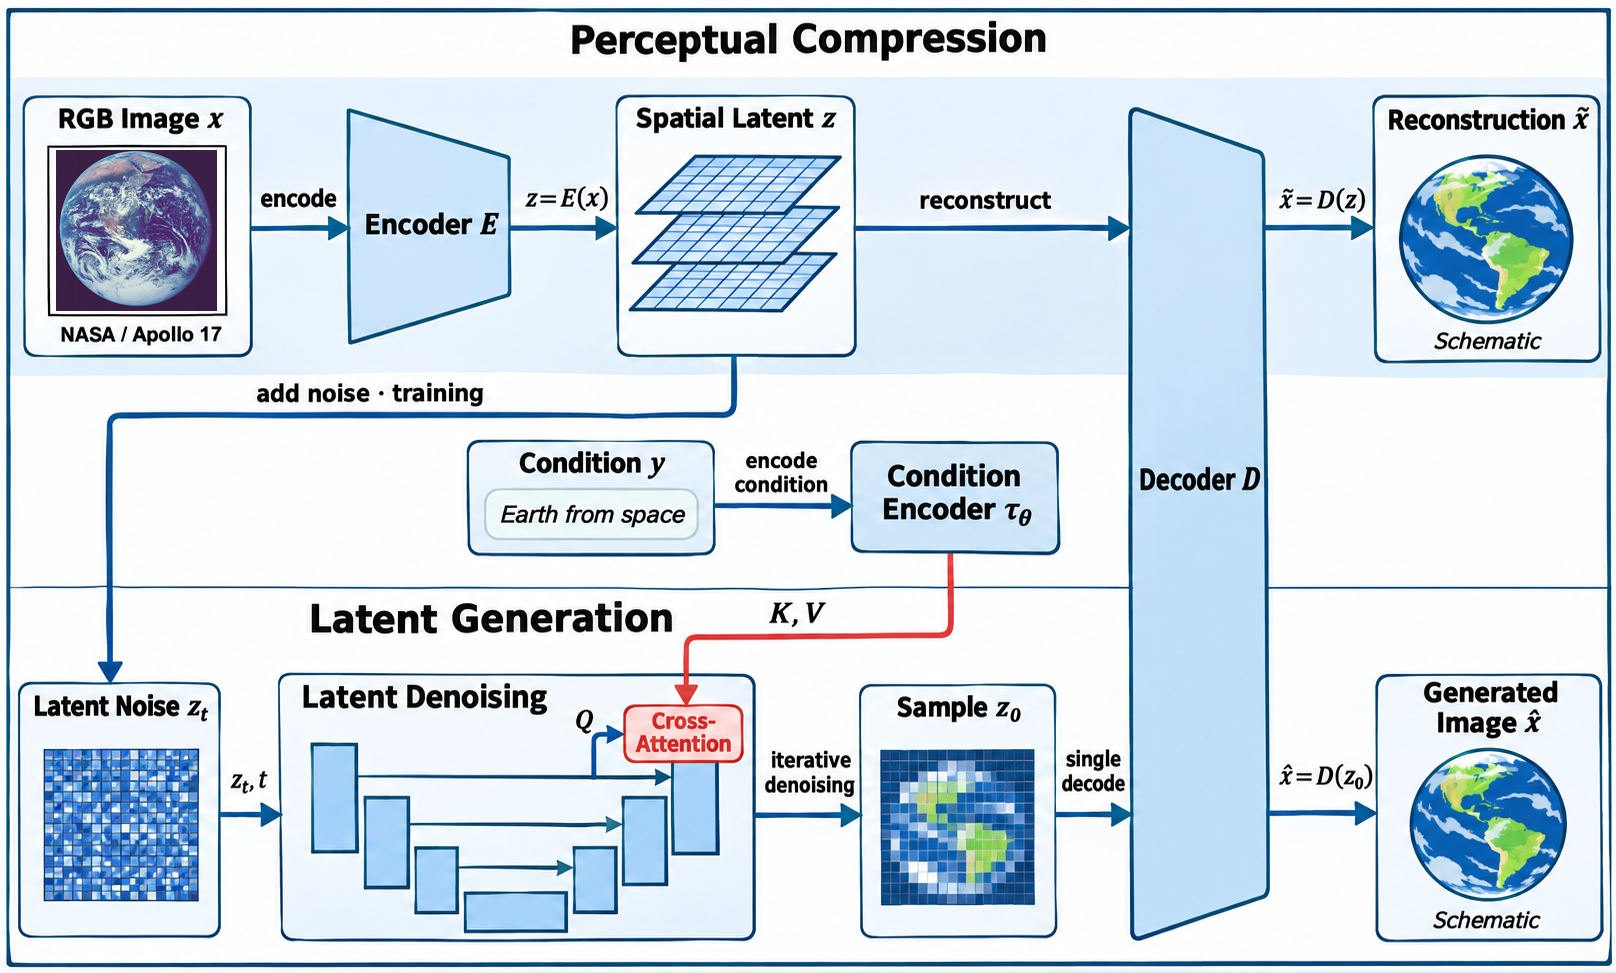 Perceptual Compression
RGB Image x
NASA / Apollo 17
encode
Encoder E
z=E(x)
Spatial Latent z
reconstruct
x̃=D(z)
Reconstruction x̃
Schematic
add noise · training
Condition y
Earth from space
encode
condition
Condition
Encoder τθ
Decoder D
Latent Generation
K, V
Latent Noise zt
zt, t
Latent Denoising
Q
Cross-
Attention
iterative
denoising
Sample z0
single
decode
x̂=D(z0)
Generated
Image x̂
Schematic